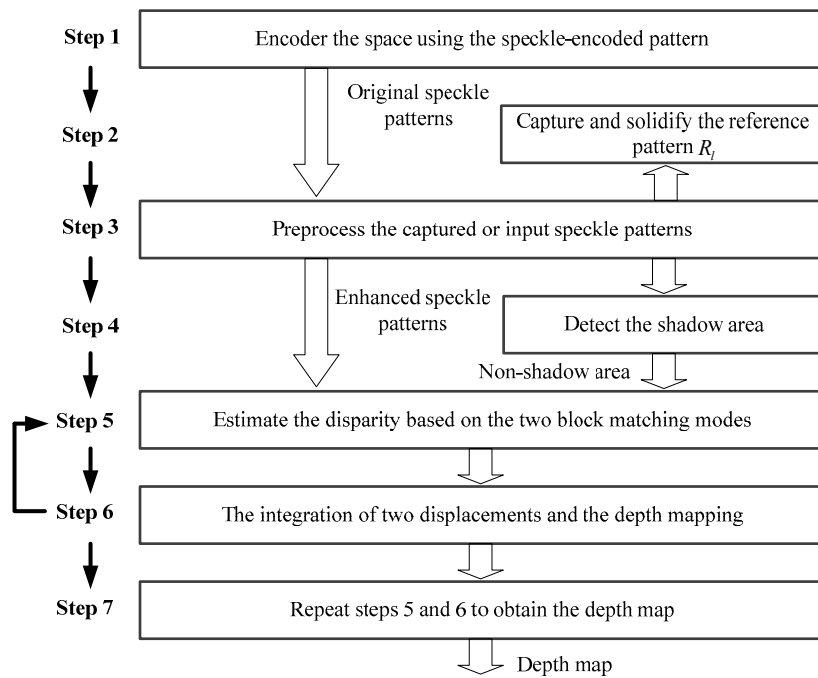 Step 1
Encoder the space using the speckle-encoded pattern
Original speckle
patterns
Step 2
Capture and solidify the reference
pattern R_l
Step 3
Preprocess the captured or input speckle patterns
Enhanced speckle
patterns
Step 4
Detect the shadow area
Non-shadow area
Step 5
Estimate the disparity based on the two block matching modes
Step 6
The integration of two displacements and the depth mapping
Step 7
Repeat steps 5 and 6 to obtain the depth map
Depth map